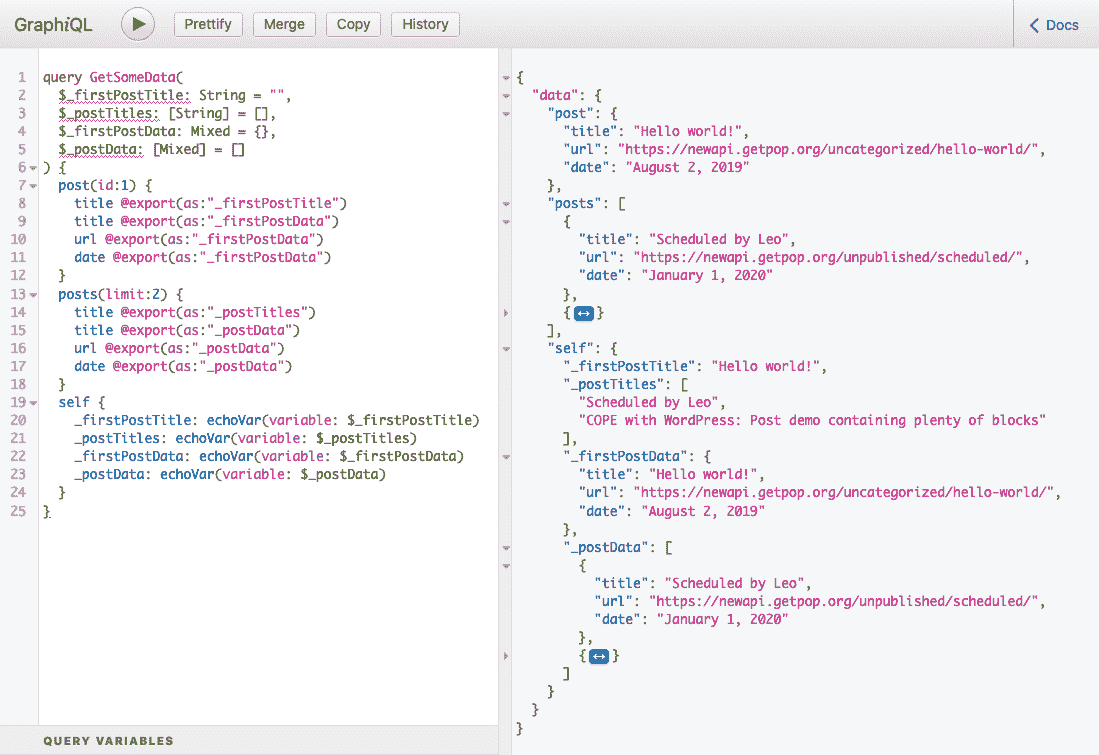 GraphiQL Prettify Merge Copy History Docs
1 query GetSomeData(
2 $_firstPostTitle: String = "",
3 $_postTitles: [String] = [],
4 $_firstPostData: Mixed = {},
5 $_postData: [Mixed] = []
6 ) {
7 post(id:1) {
8 title @export(as:"_firstPostTitle")
9 title @export(as:"_firstPostData")
10 url @export(as:"_firstPostData")
11 date @export(as:"_firstPostData")
12 }
13 posts(limit:2) {
14 title @export(as:"_postTitles")
15 title @export(as:"_postData")
16 url @export(as:"_postData")
17 date @export(as:"_postData")
18 }
19 self {
20 _firstPostTitle: echoVar(variable: $_firstPostTitle)
21 _postTitles: echoVar(variable: $_postTitles)
22 _firstPostData: echoVar(variable: $_firstPostData)
23 _postData: echoVar(variable: $_postData)
24 }
25 }
QUERY VARIABLES
{
"data": {
"post": {
"title": "Hello world!",
"url": "https://newapi.getpop.org/uncategorized/hello-world/",
"date": "August 2, 2019"
},
"posts": [
{
"title": "Scheduled by Leo",
"url": "https://newapi.getpop.org/unpublished/scheduled/",
"date": "January 1, 2020"
},
{↔}
],
"self": {
"_firstPostTitle": "Hello world!",
"_postTitles": [
"Scheduled by Leo",
"COPE with WordPress: Post demo containing plenty of blocks"
],
"_firstPostData": {
"title": "Hello world!",
"url": "https://newapi.getpop.org/uncategorized/hello-world/",
"date": "August 2, 2019"
},
"_postData": [
{
"title": "Scheduled by Leo",
"url": "https://newapi.getpop.org/unpublished/scheduled/",
"date": "January 1, 2020"
},
{↔}
]
}
}
}